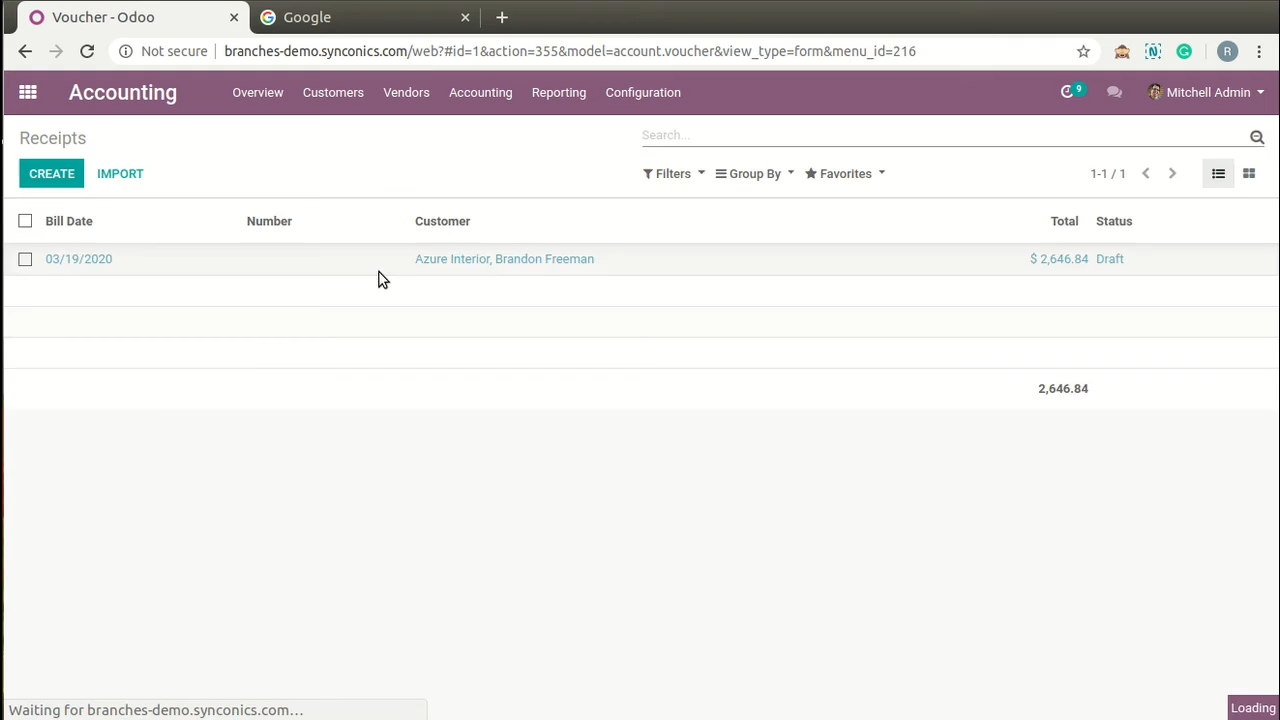 Voucher - Odoo
Google
Not secure
branches-demo.synconics.com/web?#id=1&action=355&model=account.voucher&view_type=form&menu_id=216
R
Accounting
Overview
Customers
Vendors
Accounting
Reporting
Configuration
9
Mitchell Admin
Receipts
Search...
CREATE
IMPORT
Filters
Group By
Favorites
1-1 / 1
Bill Date
Number
Customer
Total
Status
03/19/2020
Azure Interior, Brandon Freeman
$ 2,646.84
Draft
2,646.84
Waiting for branches-demo.synconics.com...
Loading